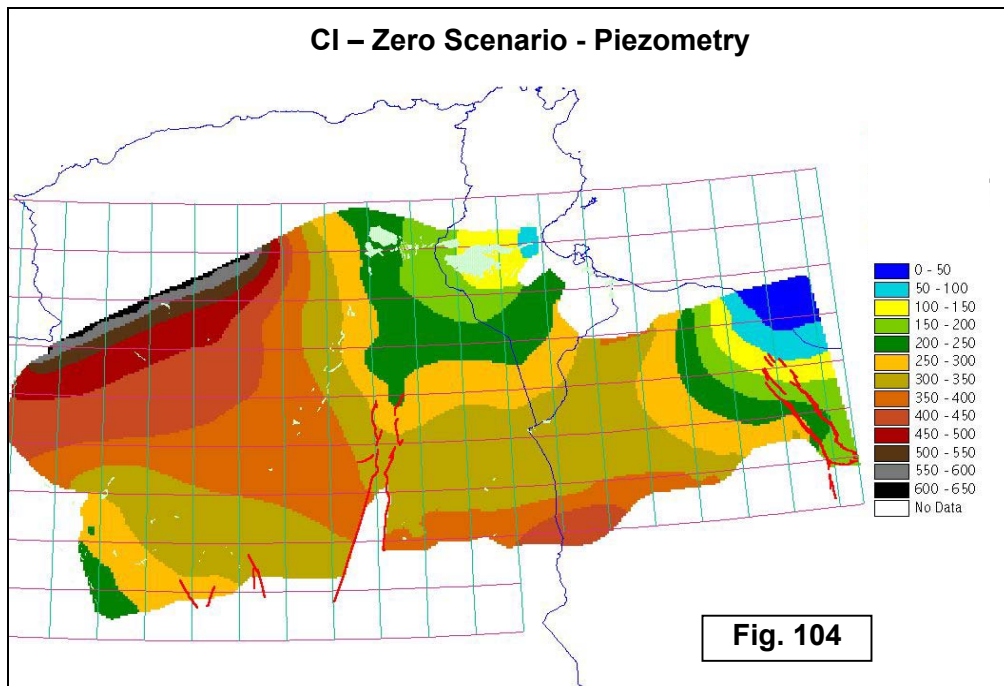 CI – Zero Scenario - Piezometry
0 - 50
50 - 100
100 - 150
150 - 200
200 - 250
250 - 300
300 - 350
350 - 400
400 - 450
450 - 500
500 - 550
550 - 600
600 - 650
No Data
Fig. 104